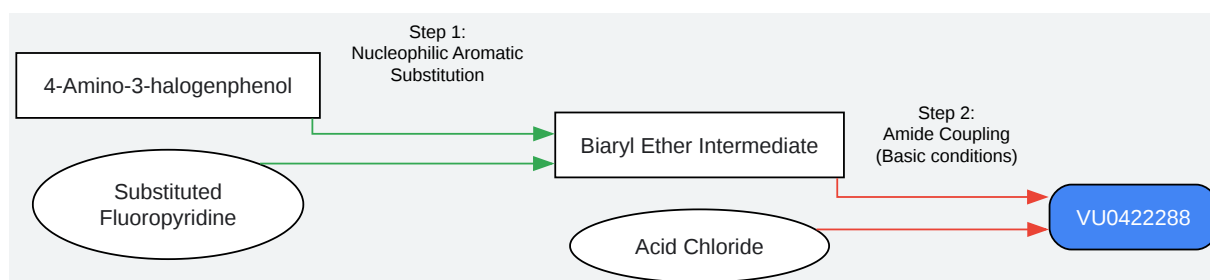 Step 1:
Nucleophilic Aromatic
Substitution
4-Amino-3-halogenphenol
Step 2:
Amide Coupling
(Basic conditions)
Biaryl Ether Intermediate
Substituted
Fluoropyridine
VU0422288
Acid Chloride